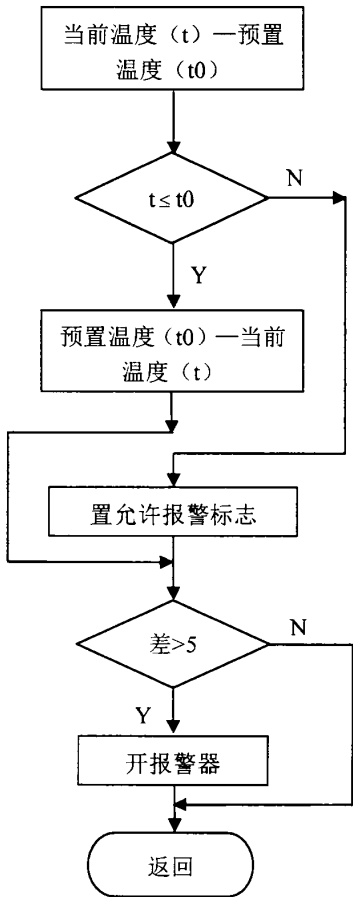 当前温度（t）—预置
温度（t0）
t≤t0
N
Y
预置温度（t0）—当前
温度（t）
置允许报警标志
差>5
N
Y
开报警器
返回